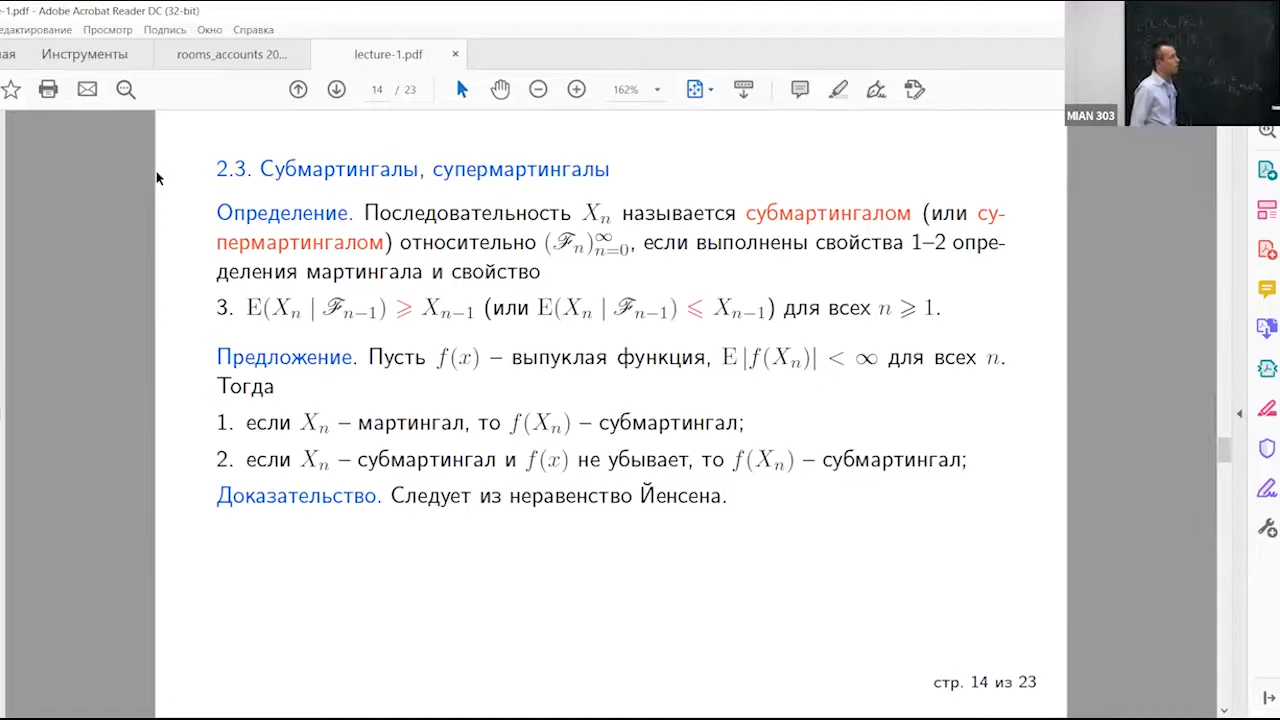 -1.pdf - Adobe Acrobat Reader DC (32-bit)
едактирование Просмотр Подпись Окно Справка
ная Инструменты rooms_accounts 20... lecture-1.pdf ×
14 / 23 162%
MIAN 303
2.3. Субмартингалы, супермартингалы
Определение. Последовательность Xₙ называется субмартингалом (или су-
пермартингалом) относительно (ℱₙ)_{n=0}^∞, если выполнены свойства 1–2 опре-
деления мартингала и свойство
3. E(Xₙ | ℱₙ₋₁) ⩾ Xₙ₋₁ (или E(Xₙ | ℱₙ₋₁) ⩽ Xₙ₋₁) для всех n ⩾ 1.
Предложение. Пусть f(x) – выпуклая функция, E |f(Xₙ)| < ∞ для всех n.
Тогда
1. если Xₙ – мартингал, то f(Xₙ) – субмартингал;
2. если Xₙ – субмартингал и f(x) не убывает, то f(Xₙ) – субмартингал;
Доказательство. Следует из неравенство Йенсена.
стр. 14 из 23